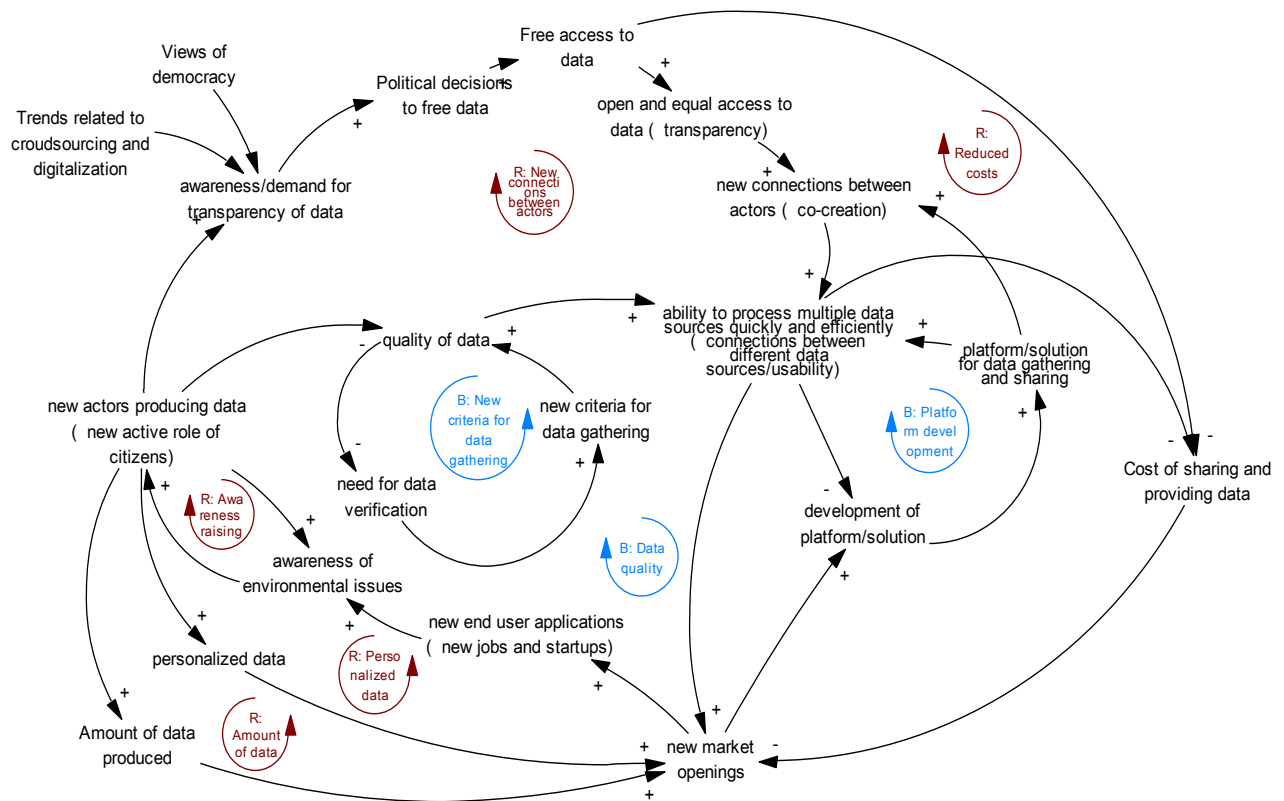 Views of
democracy
Trends related to
croudsourcing and
digitalization
awareness/demand for
transparency of data
+
Political decisions
to free data
+
Free access to
data
+
open and equal access to
data ( transparency)
+
+
new connections between
actors ( co-creation)
+
R:
Reduced
costs
R: New
connecti
ons
between
actors
+
+
ability to process multiple data
sources quickly and efficiently
( connections between
different data
sources/usability)
+
+
quality of data
-
+
platform/solution
for data gathering
and sharing
+
B: New
criteria for
data
gathering
new criteria for
data gathering
+
B: Platfo
rm devel
opment
new actors producing data
( new active role of
citizens)
+
-
need for data
verification
-
-
Cost of sharing and
providing data
R: Awa
reness
raising
+
awareness of
environmental issues
+
-
development of
platform/solution
+
B: Data
quality
new end user applications
( new jobs and startups)
+
+
personalized data
R: Perso
nalized
data
+
Amount of data
produced
R:
Amount
of data
+
+
+
-
new market
openings